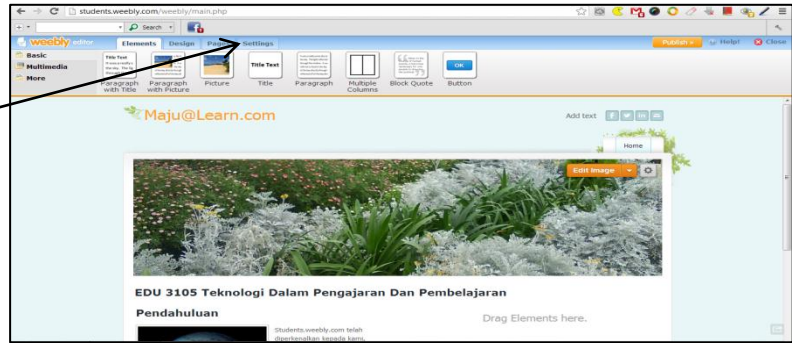 students.weebly.com/weebly/main.php
Search
weebly editor Elements Design Pages Settings Publish Help! Close
Basic
Multimedia
More
Title Text
Title Text
OK
Paragraph with Title
Paragraph with Picture
Picture
Title
Paragraph
Multiple Columns
Block Quote
Button
Maju@Learn.com
Add text
Home
Edit Image
EDU 3105 Teknologi Dalam Pengajaran Dan Pembelajaran
Pendahuluan
Drag Elements here.
Students.weebly.com telah
diperkenalkan kepada kami,